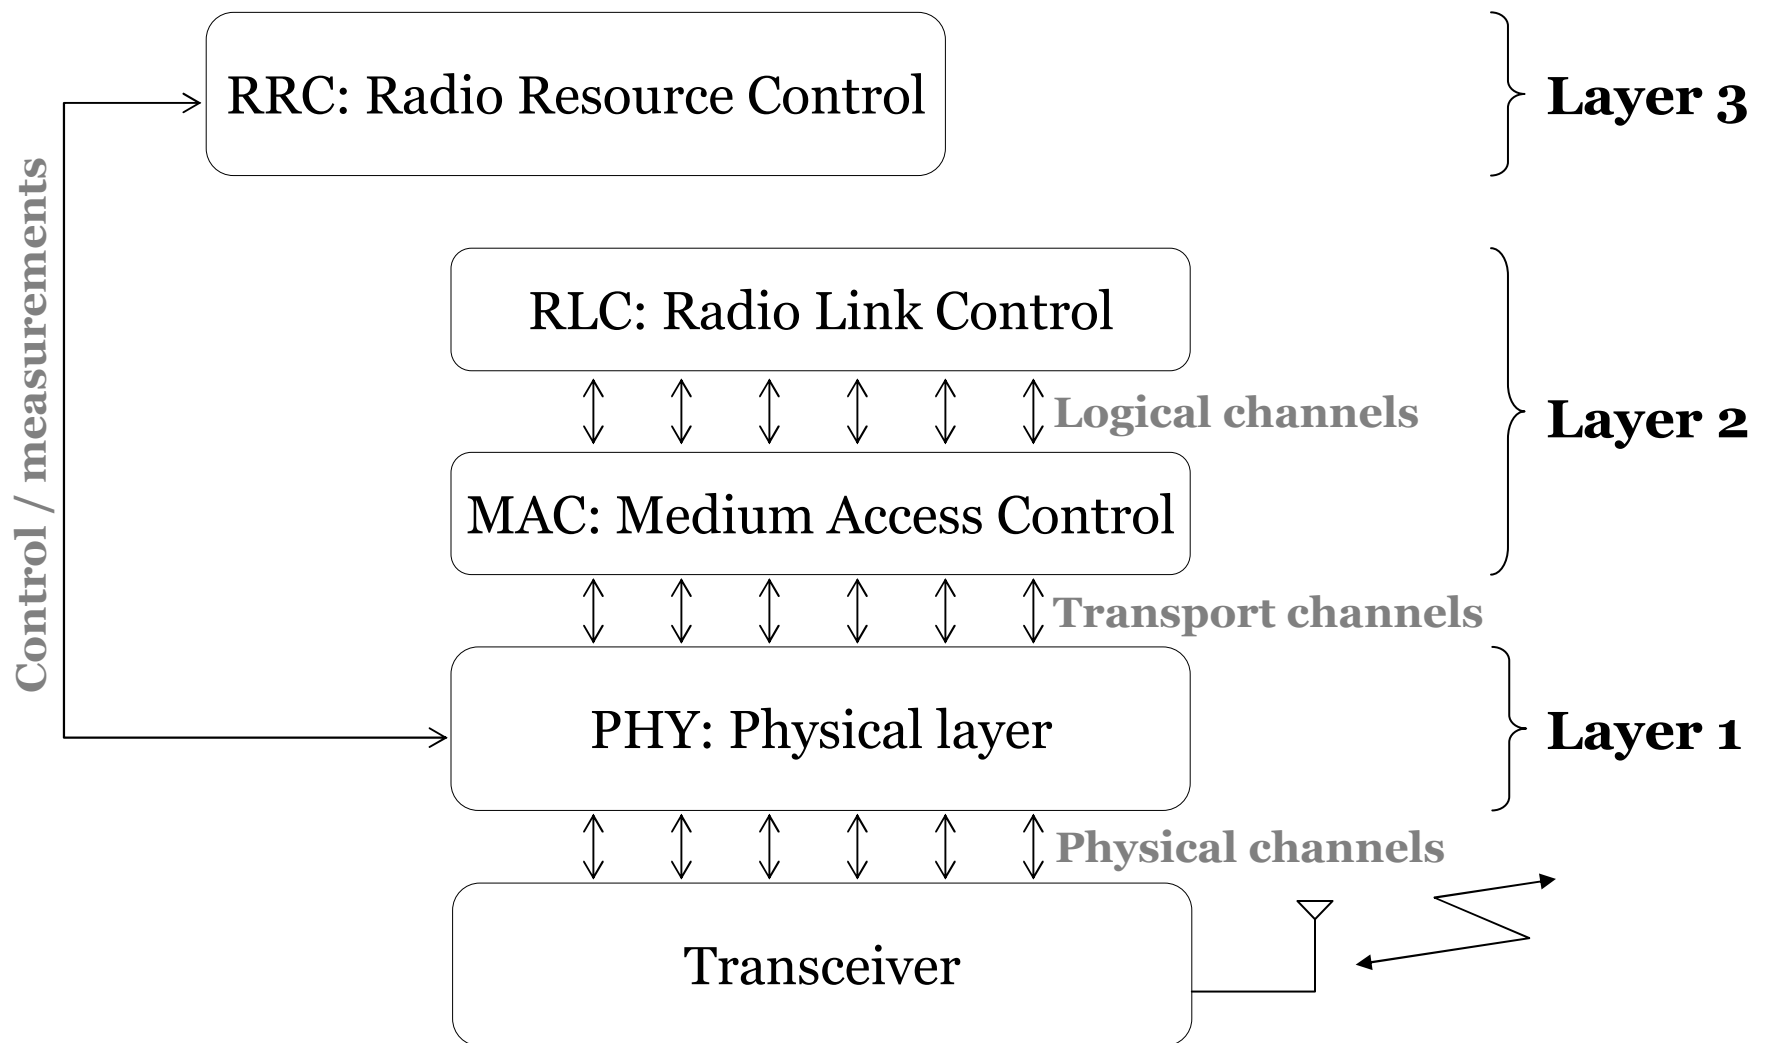 RRC: Radio Resource Control
Layer 3
Control / measurements
RLC: Radio Link Control
Logical channels
Layer 2
MAC: Medium Access Control
Transport channels
PHY: Physical layer
Layer 1
Physical channels
Transceiver